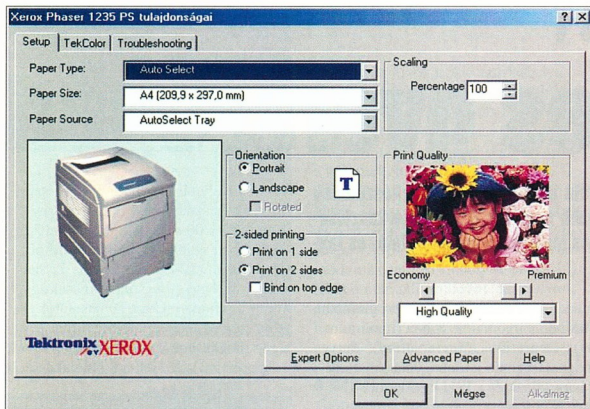 Xerox Phaser 1235 PS tulajdonságai
Setup
TekColor
Troubleshooting
Paper Type:
Auto Select
Paper Size:
A4 (209,9 x 297,0 mm)
Paper Source
AutoSelect Tray
Scaling
Percentage
100
Orientation
Portrait
Landscape
Rotated
T
2-sided printing
Print on 1 side
Print on 2 sides
Bind on top edge
Print Quality
Economy
Premium
High Quality
Tektronix
BY XEROX
Expert Options
Advanced Paper
Help
OK
Mégse
Alkalmaz